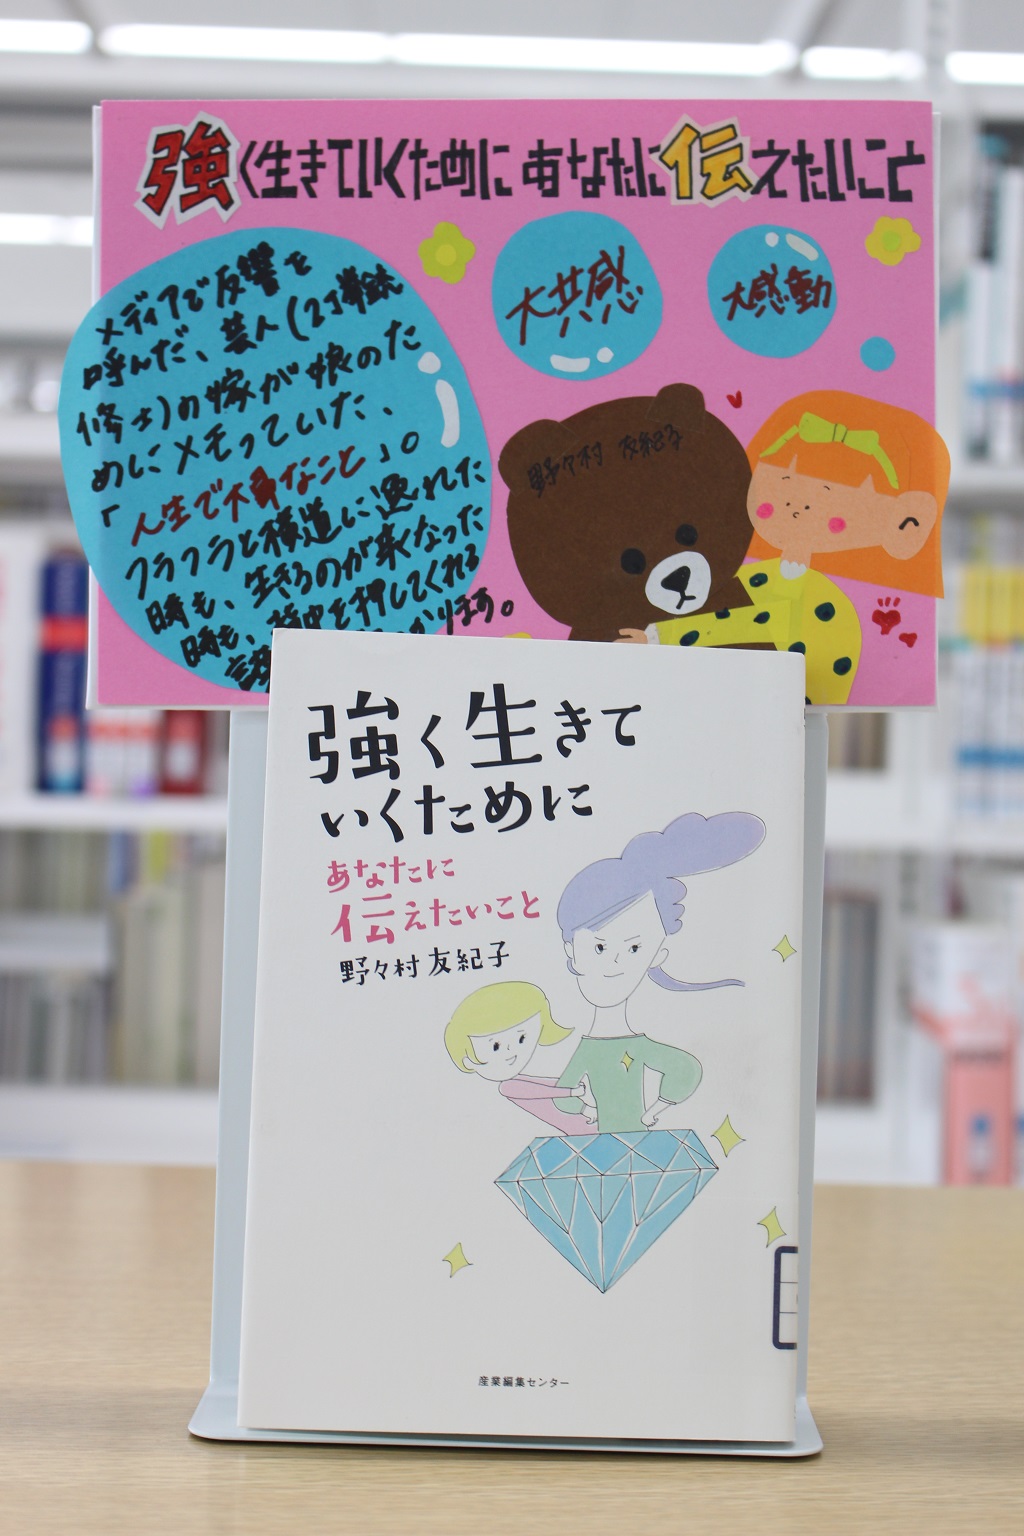 強く生きていくために あなたに伝えたいこと
メディアで反響を
呼んだ、芸人(2丁拳銃
修士)の嫁が娘のた
めにメモっていた、
「人生で大事なこと」。
フラフラと横道に逸れた
時も、生きるのが嫌になった
時も、背中を押してくれる
かります。
大共感
大感動
野々村 友紀子
強く生きて
いくために
あなたに
伝えたいこと
野々村 友紀子
産業編集センター